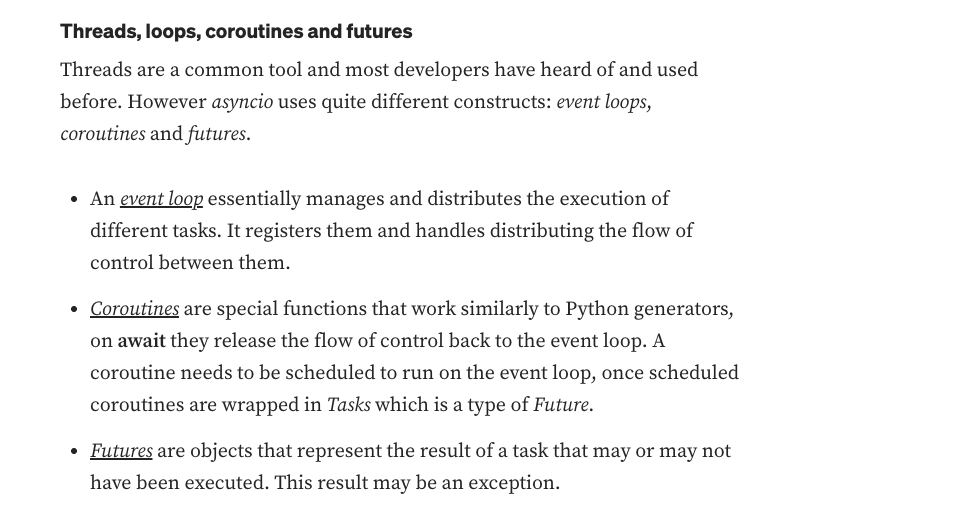 Threads, loops, coroutines and futures
Threads are a common tool and most developers have heard of and used
before. However asyncio uses quite different constructs: event loops,
coroutines and futures.
• An event loop essentially manages and distributes the execution of
different tasks. It registers them and handles distributing the flow of
control between them.
• Coroutines are special functions that work similarly to Python generators,
on await they release the flow of control back to the event loop. A
coroutine needs to be scheduled to run on the event loop, once scheduled
coroutines are wrapped in Tasks which is a type of Future.
• Futures are objects that represent the result of a task that may or may not
have been executed. This result may be an exception.